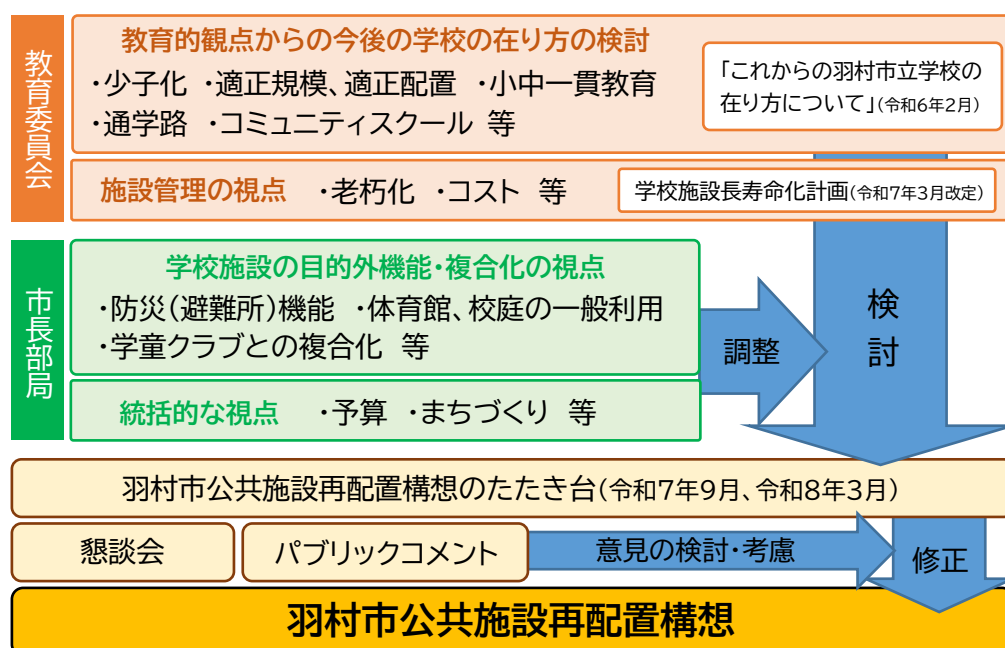 教育委員会
教育的観点からの今後の学校の在り方の検討
・少子化 ・適正規模、適正配置 ・小中一貫教育
・通学路 ・コミュニティスクール 等
「これからの羽村市立学校の
在り方について」(令和6年2月)
施設管理の視点 ・老朽化 ・コスト 等
学校施設長寿命化計画(令和7年3月改定)
市長部局
学校施設の目的外機能・複合化の視点
・防災(避難所)機能 ・体育館、校庭の一般利用
・学童クラブとの複合化 等
統括的な視点 ・予算 ・まちづくり 等
調整
検討
羽村市公共施設再配置構想のたたき台(令和7年9月、令和8年3月)
懇談会
パブリックコメント
意見の検討・考慮
修正
羽村市公共施設再配置構想